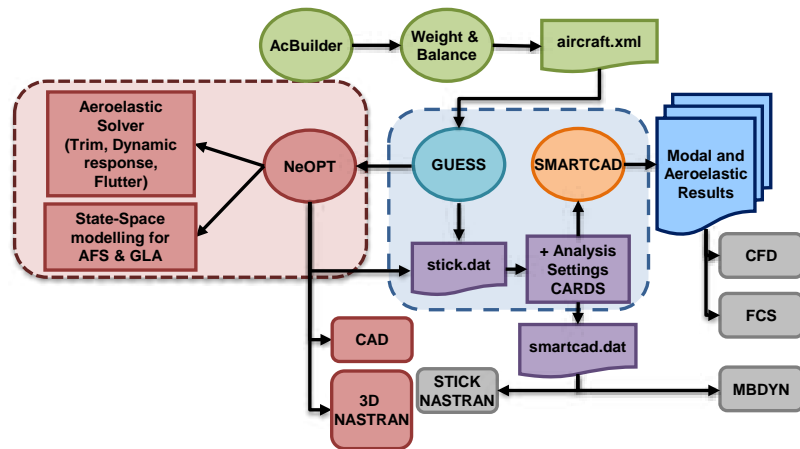 AcBuilder
Weight &
Balance
aircraft.xml
Aeroelastic
Solver
(Trim, Dynamic
response,
Flutter)
State-Space
modelling for
AFS & GLA
NeOPT
GUESS
SMARTCAD
Modal and
Aeroelastic
Results
stick.dat
+ Analysis
Settings
CARDS
CFD
FCS
CAD
smartcad.dat
3D
NASTRAN
STICK
NASTRAN
MBDYN